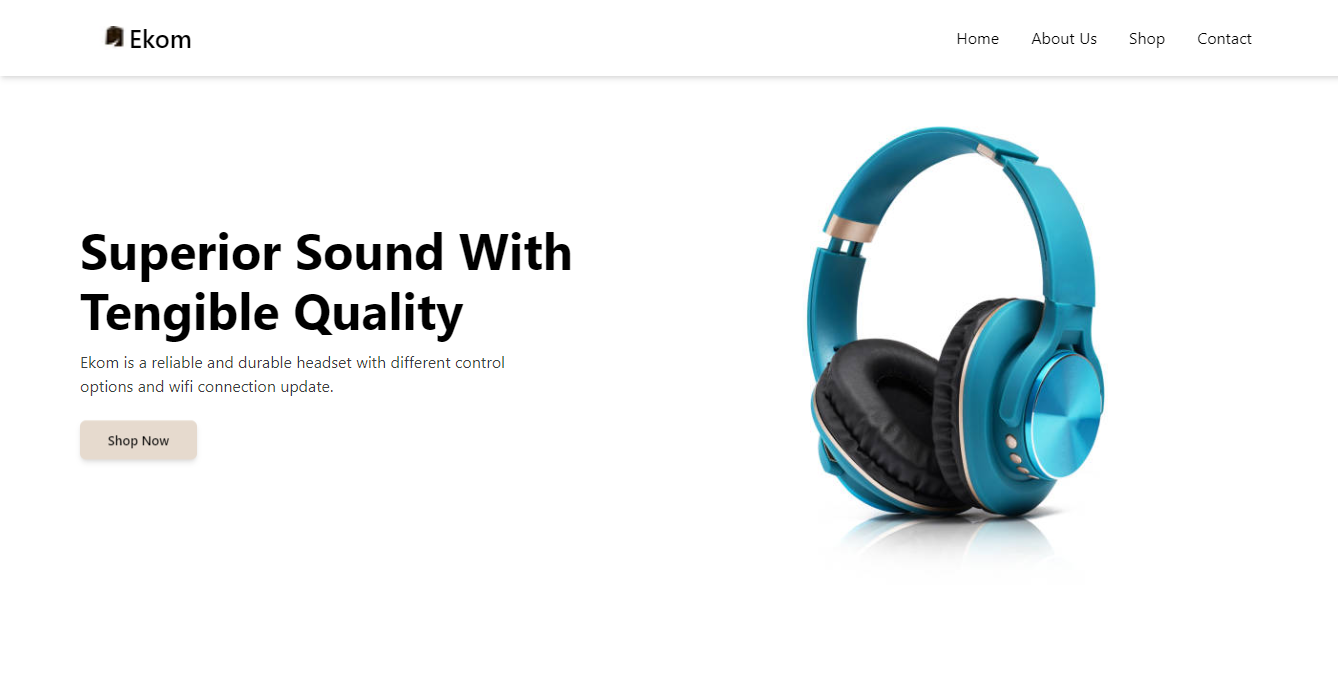 Ekom
Home About Us Shop Contact
Superior Sound With
Tengible Quality
Ekom is a reliable and durable headset with different control
options and wifi connection update.
Shop Now